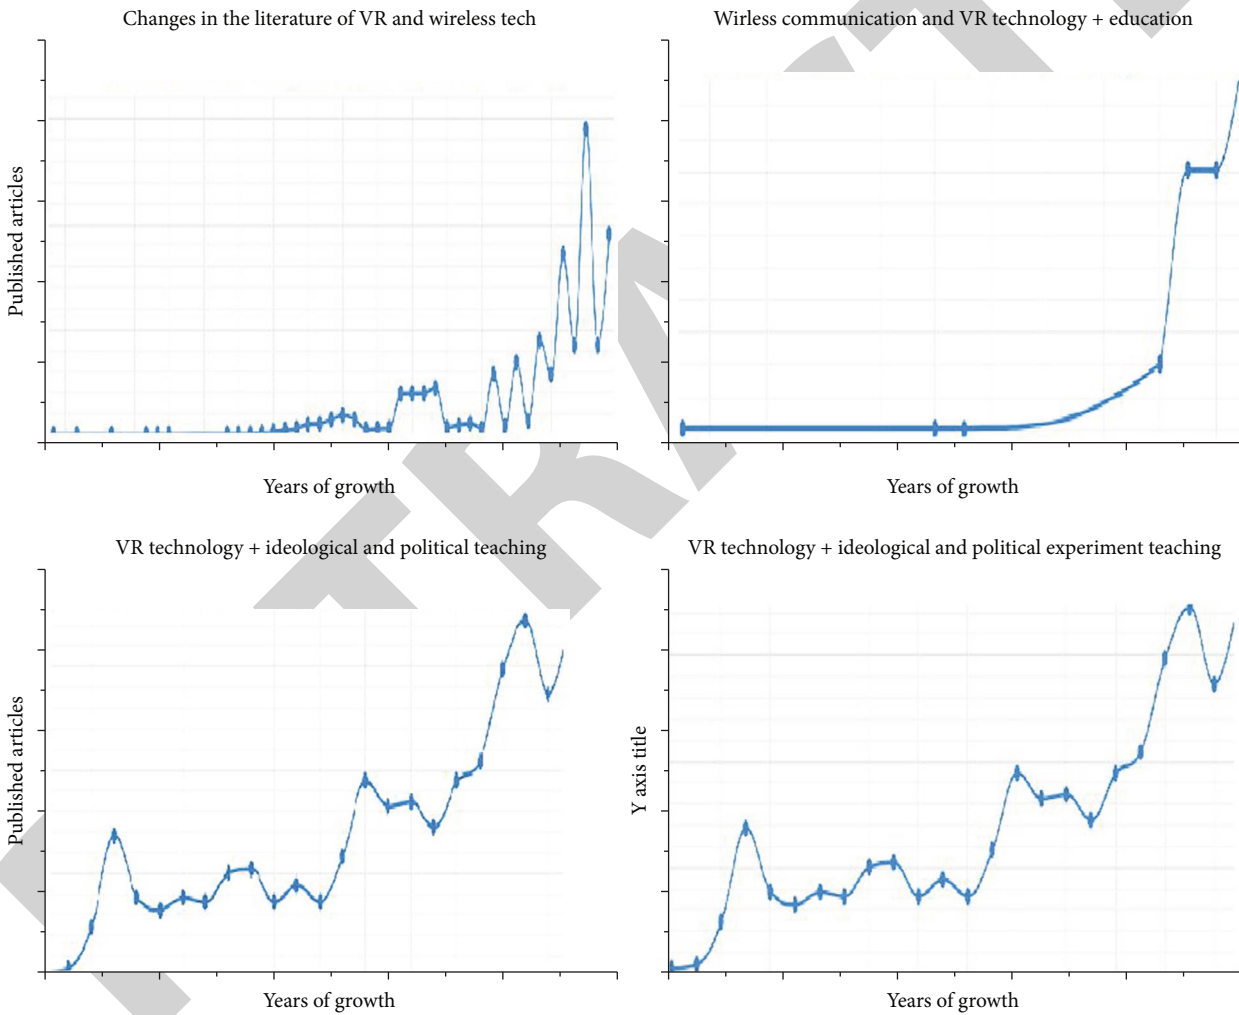 Changes in the literature of VR and wireless tech
Published articles
Years of growth
Wirless communication and VR technology + education
Years of growth
VR technology + ideological and political teaching
Published articles
Years of growth
VR technology + ideological and political experiment teaching
Y axis title
Years of growth